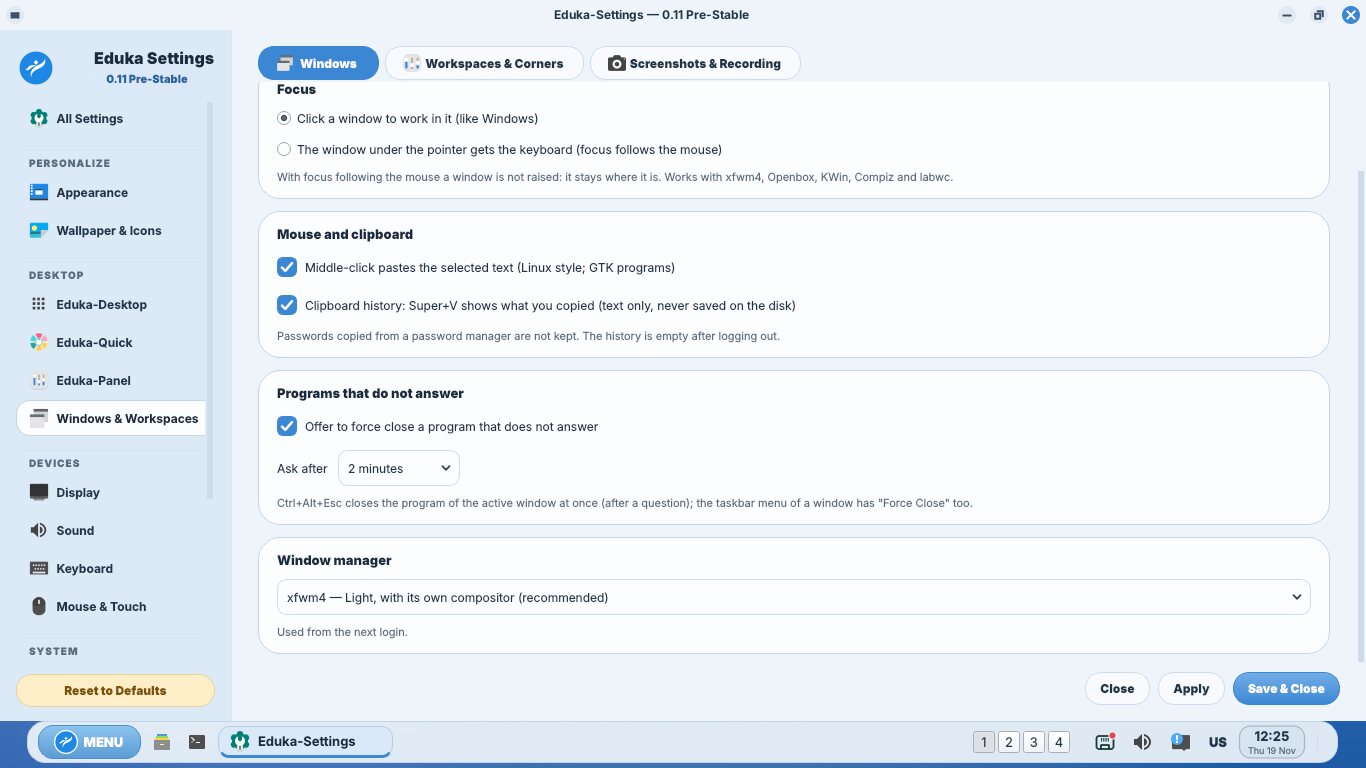 Eduka-Settings — 0.11 Pre-Stable
Eduka Settings
0.11 Pre-Stable
All Settings
PERSONALIZE
Appearance
Wallpaper & Icons
DESKTOP
Eduka-Desktop
Eduka-Quick
Eduka-Panel
Windows & Workspaces
DEVICES
Display
Sound
Keyboard
Mouse & Touch
SYSTEM
Reset to Defaults
Windows
Workspaces & Corners
Screenshots & Recording
Focus
Click a window to work in it (like Windows)
The window under the pointer gets the keyboard (focus follows the mouse)
With focus following the mouse a window is not raised: it stays where it is. Works with xfwm4, Openbox, KWin, Compiz and labwc.
Mouse and clipboard
Middle-click pastes the selected text (Linux style; GTK programs)
Clipboard history: Super+V shows what you copied (text only, never saved on the disk)
Passwords copied from a password manager are not kept. The history is empty after logging out.
Programs that do not answer
Offer to force close a program that does not answer
Ask after 2 minutes
Ctrl+Alt+Esc closes the program of the active window at once (after a question); the taskbar menu of a window has "Force Close" too.
Window manager
xfwm4 — Light, with its own compositor (recommended)
Used from the next login.
Close Apply Save & Close
MENU
Eduka-Settings
1 2 3 4
US
12:25
Thu 19 Nov